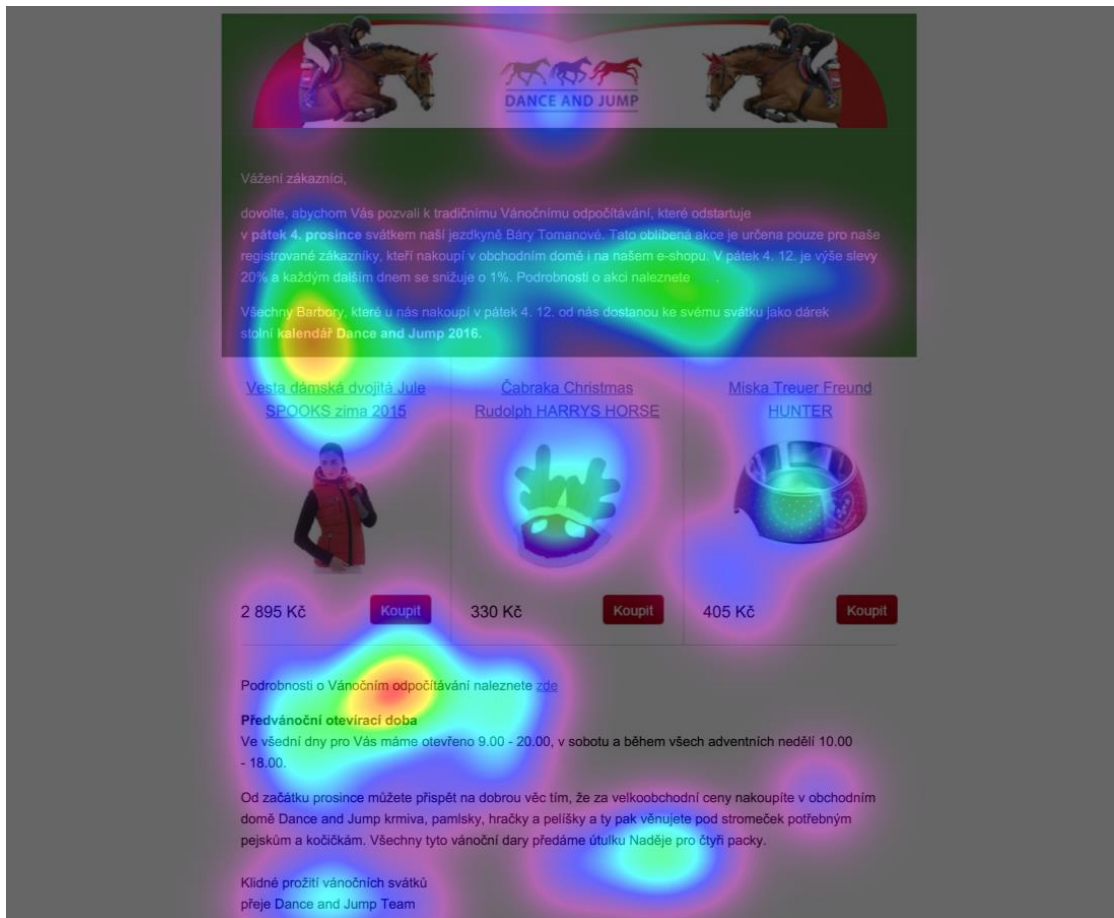 DANCE AND JUMP
Vážení zákazníci,
dovolte, abychom Vás pozvali k tradičnímu Vánočnímu odpočítávání, které odstartuje
v pátek 4. prosince svátkem naší jezdkyně Báry Tomanové. Tato oblíbená akce je určena pouze pro naše
registrované zákazníky, kteří nakoupí v obchodním domě i na našem e-shopu. V pátek 4. 12. je výše slevy
20% a každým dalším dnem se snižuje o 1%. Podrobnosti o akci naleznete .
Všechny Barbory, které u nás nakoupí v pátek 4. 12. od nás dostanou ke svému svátku jako dárek
stolní kalendář Dance and Jump 2016.
Vesta dámská dvojitá Jule
SPOOKS zima 2015
Čabraka Christmas
Rudolph HARRYS HORSE
Miska Treuer Freund
HUNTER
2 895 Kč Koupit 330 Kč Koupit 405 Kč Koupit
Podrobnosti o Vánočním odpočítávání naleznete zde
Předvánoční otevírací doba
Ve všední dny pro Vás máme otevřeno 9.00 - 20.00, v sobotu a během všech adventních nedělí 10.00
- 18.00.
Od začátku prosince můžete přispět na dobrou věc tím, že za velkoobchodní ceny nakoupíte v obchodním
domě Dance and Jump krmiva, pamlsky, hračky a pelíšky a ty pak věnujete pod stromeček potřebným
pejskům a kočičkám. Všechny tyto vánoční dary předáme útulku Naděje pro čtyři packy.
Klidné prožití vánočních svátků
přeje Dance and Jump Team